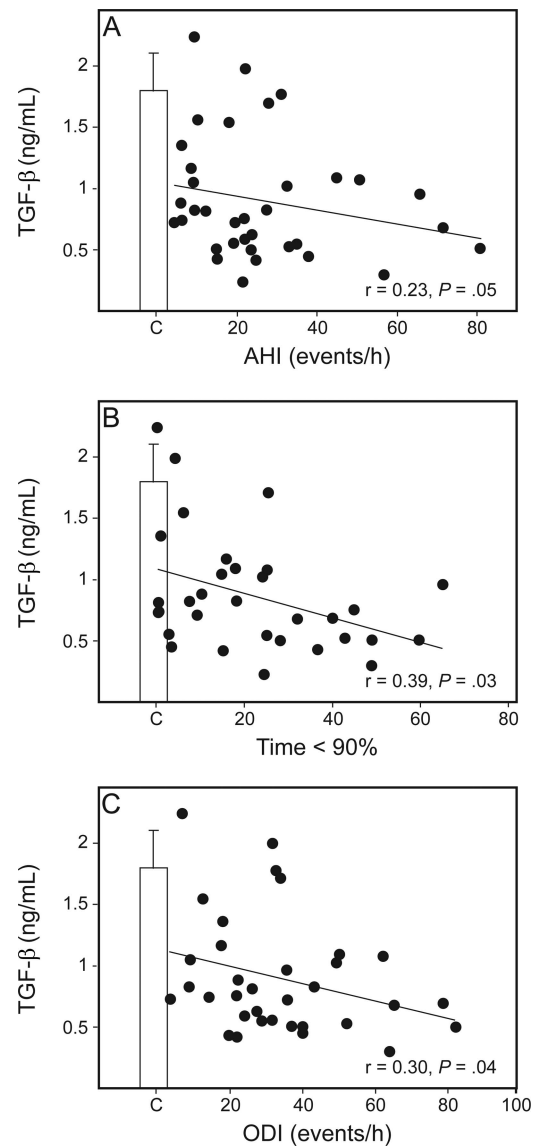 A
TGF-β (ng/mL)
2
1.5
1
0.5
r = 0.23, P = .05
C 20 40 60 80
AHI (events/h)
B
TGF-β (ng/mL)
2
1.5
1
0.5
r = 0.39, P = .03
C 20 40 60 80
Time < 90%
C
TGF-β (ng/mL)
2
1.5
1
0.5
r = 0.30, P = .04
C 20 40 60 80 100
ODI (events/h)